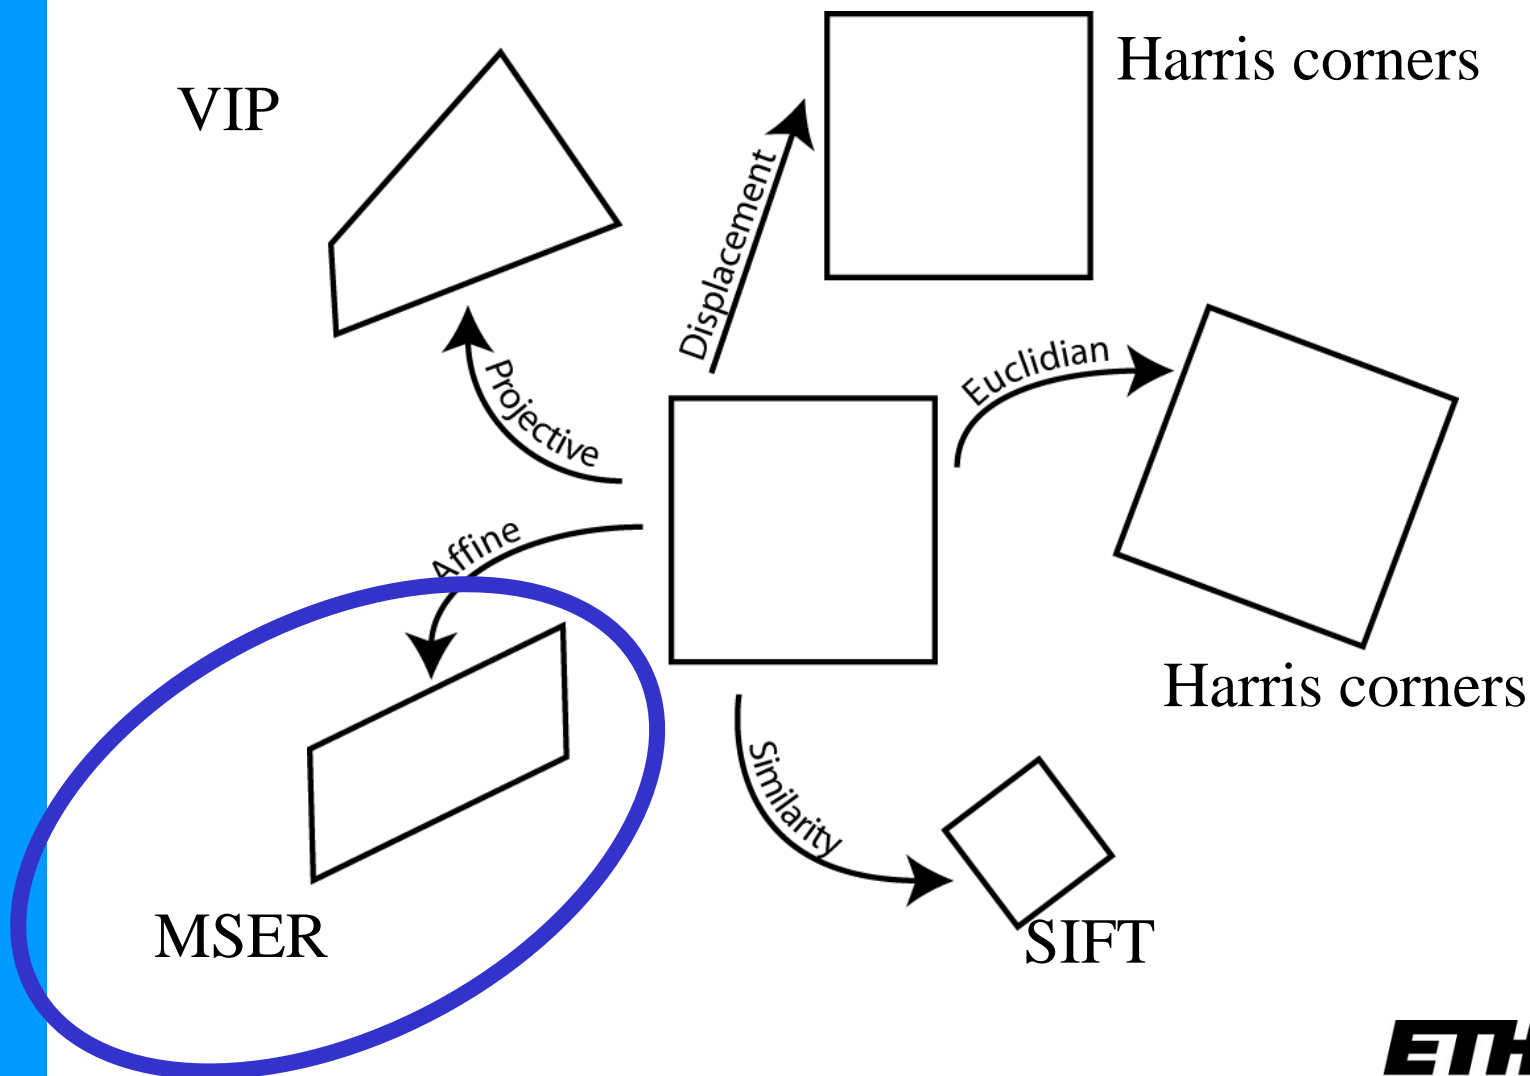 Harris corners
VIP
Displacement
Euclidian
Projective
Affine
Harris corners
Similarity
MSER
SIFT
ETH